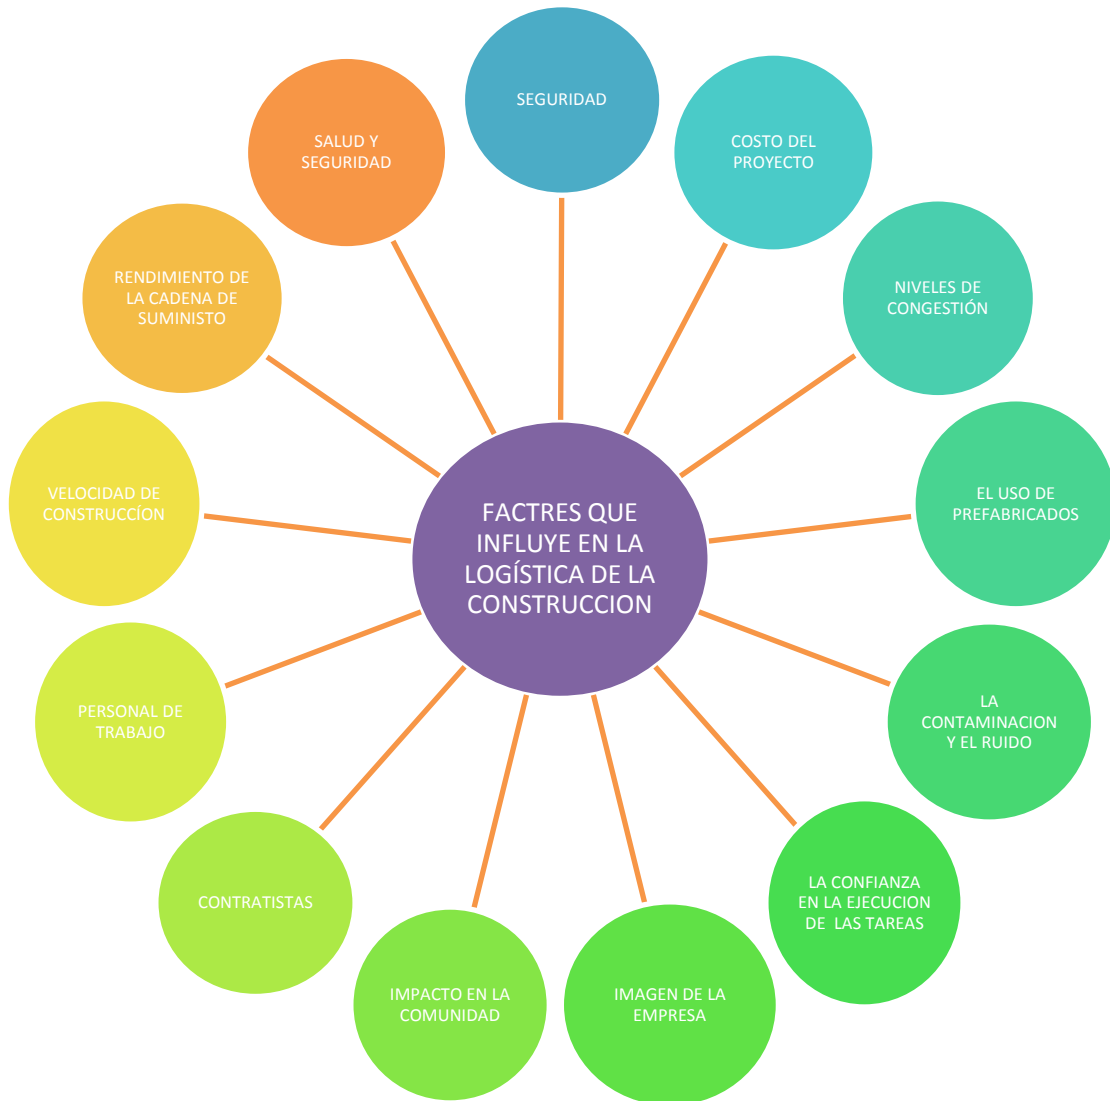 SEGURIDAD
COSTO DEL
PROYECTO
NIVELES DE
CONGESTIÓN
EL USO DE
PREFABRICADOS
LA
CONTAMINACION
Y EL RUIDO
LA CONFIANZA
EN LA EJECUCION
DE LAS TAREAS
IMAGEN DE LA
EMPRESA
IMPACTO EN LA
COMUNIDAD
CONTRATISTAS
PERSONAL DE
TRABAJO
VELOCIDAD DE
CONSTRUCCÍON
RENDIMIENTO DE
LA CADENA DE
SUMINISTO
SALUD Y
SEGURIDAD
FACTRES QUE
INFLUYE EN LA
LOGÍSTICA DE LA
CONSTRUCCION